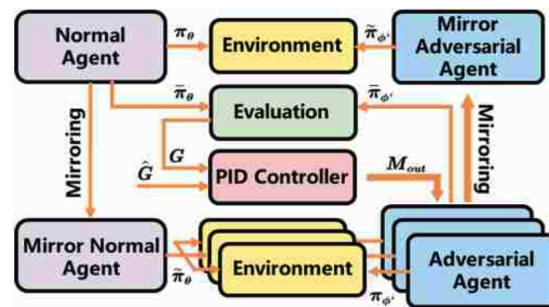 Normal
Agent
π_θ
Environment
π̃_ϕ'
Mirror
Adversarial
Agent
π̄_θ
Evaluation
π̄_ϕ'
Mirroring
G
Ĝ
PID Controller
M_out
Mirroring
Mirror Normal
Agent
π̃_θ
Environment
Adversarial
Agent
π_ϕ'